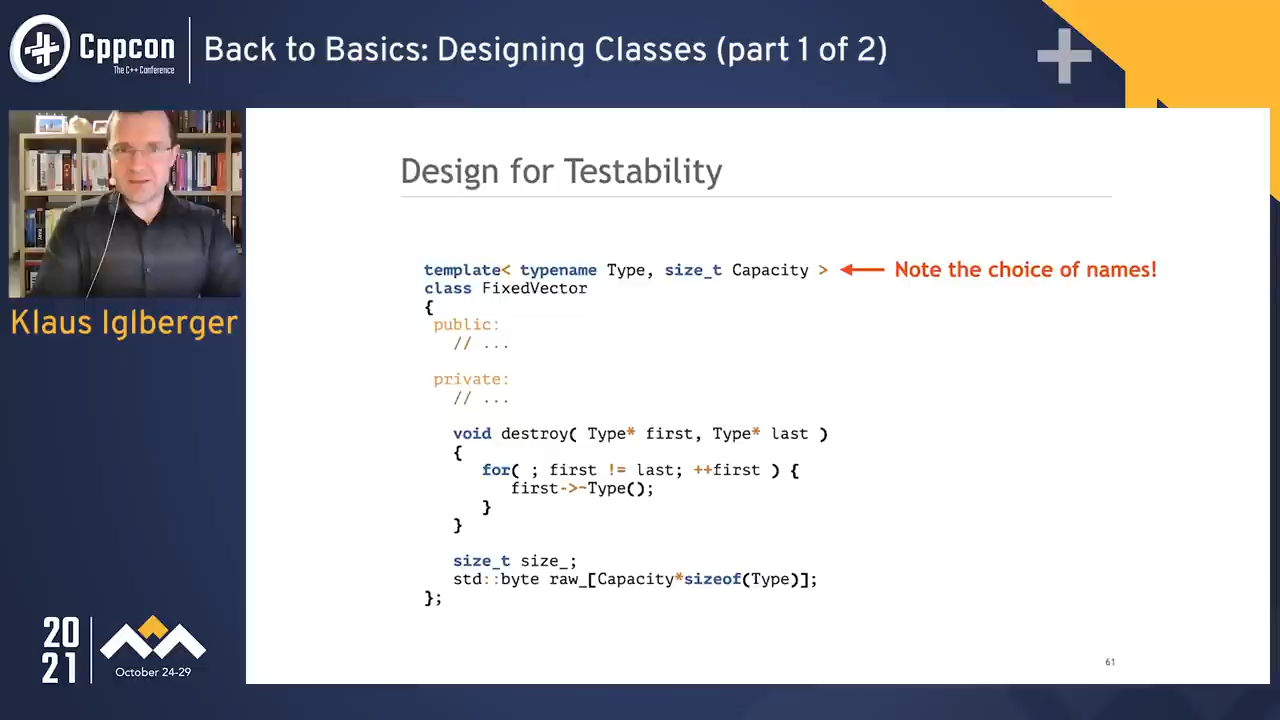 Cppcon
The C++ Conference
Back to Basics: Designing Classes (part 1 of 2)
Klaus Iglberger
2021
October 24-29
Design for Testability
template< typename Type, size_t Capacity >
Note the choice of names!
class FixedVector
{
public:
// ...
private:
// ...
void destroy( Type* first, Type* last )
{
for( ; first != last; ++first ) {
first->~Type();
}
}
size_t size_;
std::byte raw_[Capacity*sizeof(Type)];
};
61